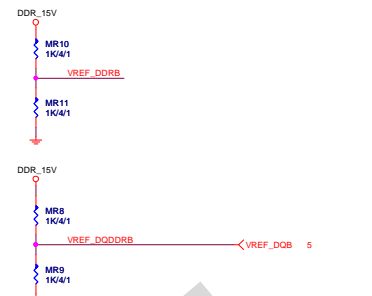 DDR_15V
MR10
1K/4/1
VREF_DDRB
MR11
1K/4/1
DDR_15V
MR8
1K/4/1
VREF_DQDDRB
VREF_DQB 5
MR9
1K/4/1